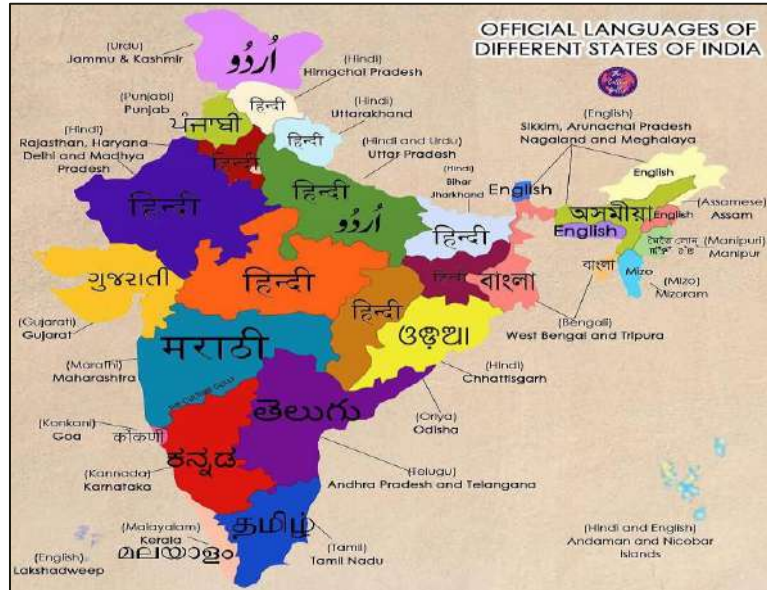 OFFICIAL LANGUAGES OF
DIFFERENT STATES OF INDIA
(Urdu)
Jammu & Kashmir
اُردُو
(Hindi)
Himachal Pradesh
हिन्दी
(Punjabi)
Punjab
ਪੰਜਾਬੀ
(Hindi)
Uttarakhand
हिन्दी
(Hindi)
Rajasthan, Haryana
Delhi and Madhya
Pradesh
हिन्दी
हिन्दी
(Hindi and Urdu)
Uttar Pradesh
हिन्दी
اُردُو
(Hindi)
Bihar
Jharkhand
हिन्दी
(English)
Sikkim, Arunachal Pradesh
Nagaland and Meghalaya
English
English
English
English
অসমীয়া
(Assamese)
Assam
(Manipuri)
Manipur
Mizo
(Mizo)
Mizoram
বাংলা
বাংলা
(Bengali)
West Bengal and Tripura
ગુજરાતી
(Gujarati)
Gujarat
हिन्दी
हिन्दी
हिन्दी
(Hindi)
Chhattisgarh
ଓଡ଼ିଆ
(Oriya)
Odisha
मराठी
(Marathi)
Maharashtra
తెలుగు
(Telugu)
Andhra Pradesh and Telangana
(Konkani)
Goa
कोंकणी
ಕನ್ನಡ
(Kannada)
Karnataka
(Malayalam)
Kerala
മലയാളം
தமிழ்
(Tamil)
Tamil Nadu
(English)
Lakshadweep
(Hindi and English)
Andaman and Nicobar
Islands